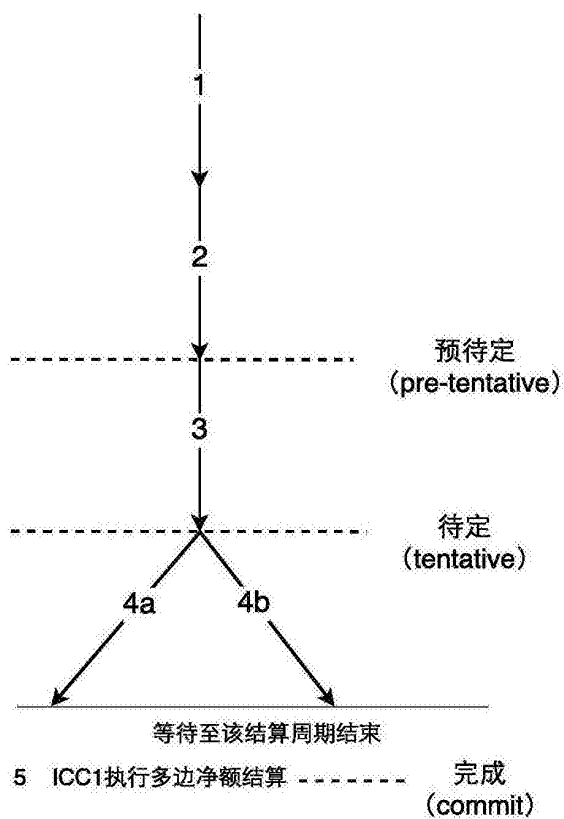 1
2
预待定
（pre-tentative）
3
待定
（tentative）
4a 4b
等待至该结算周期结束
5 ICC1执行多边净额结算 完成
（commit）